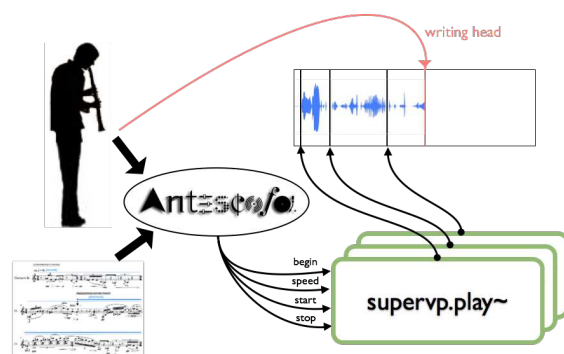 writing head
Antescofo
begin
speed
start
stop
supervp.play~